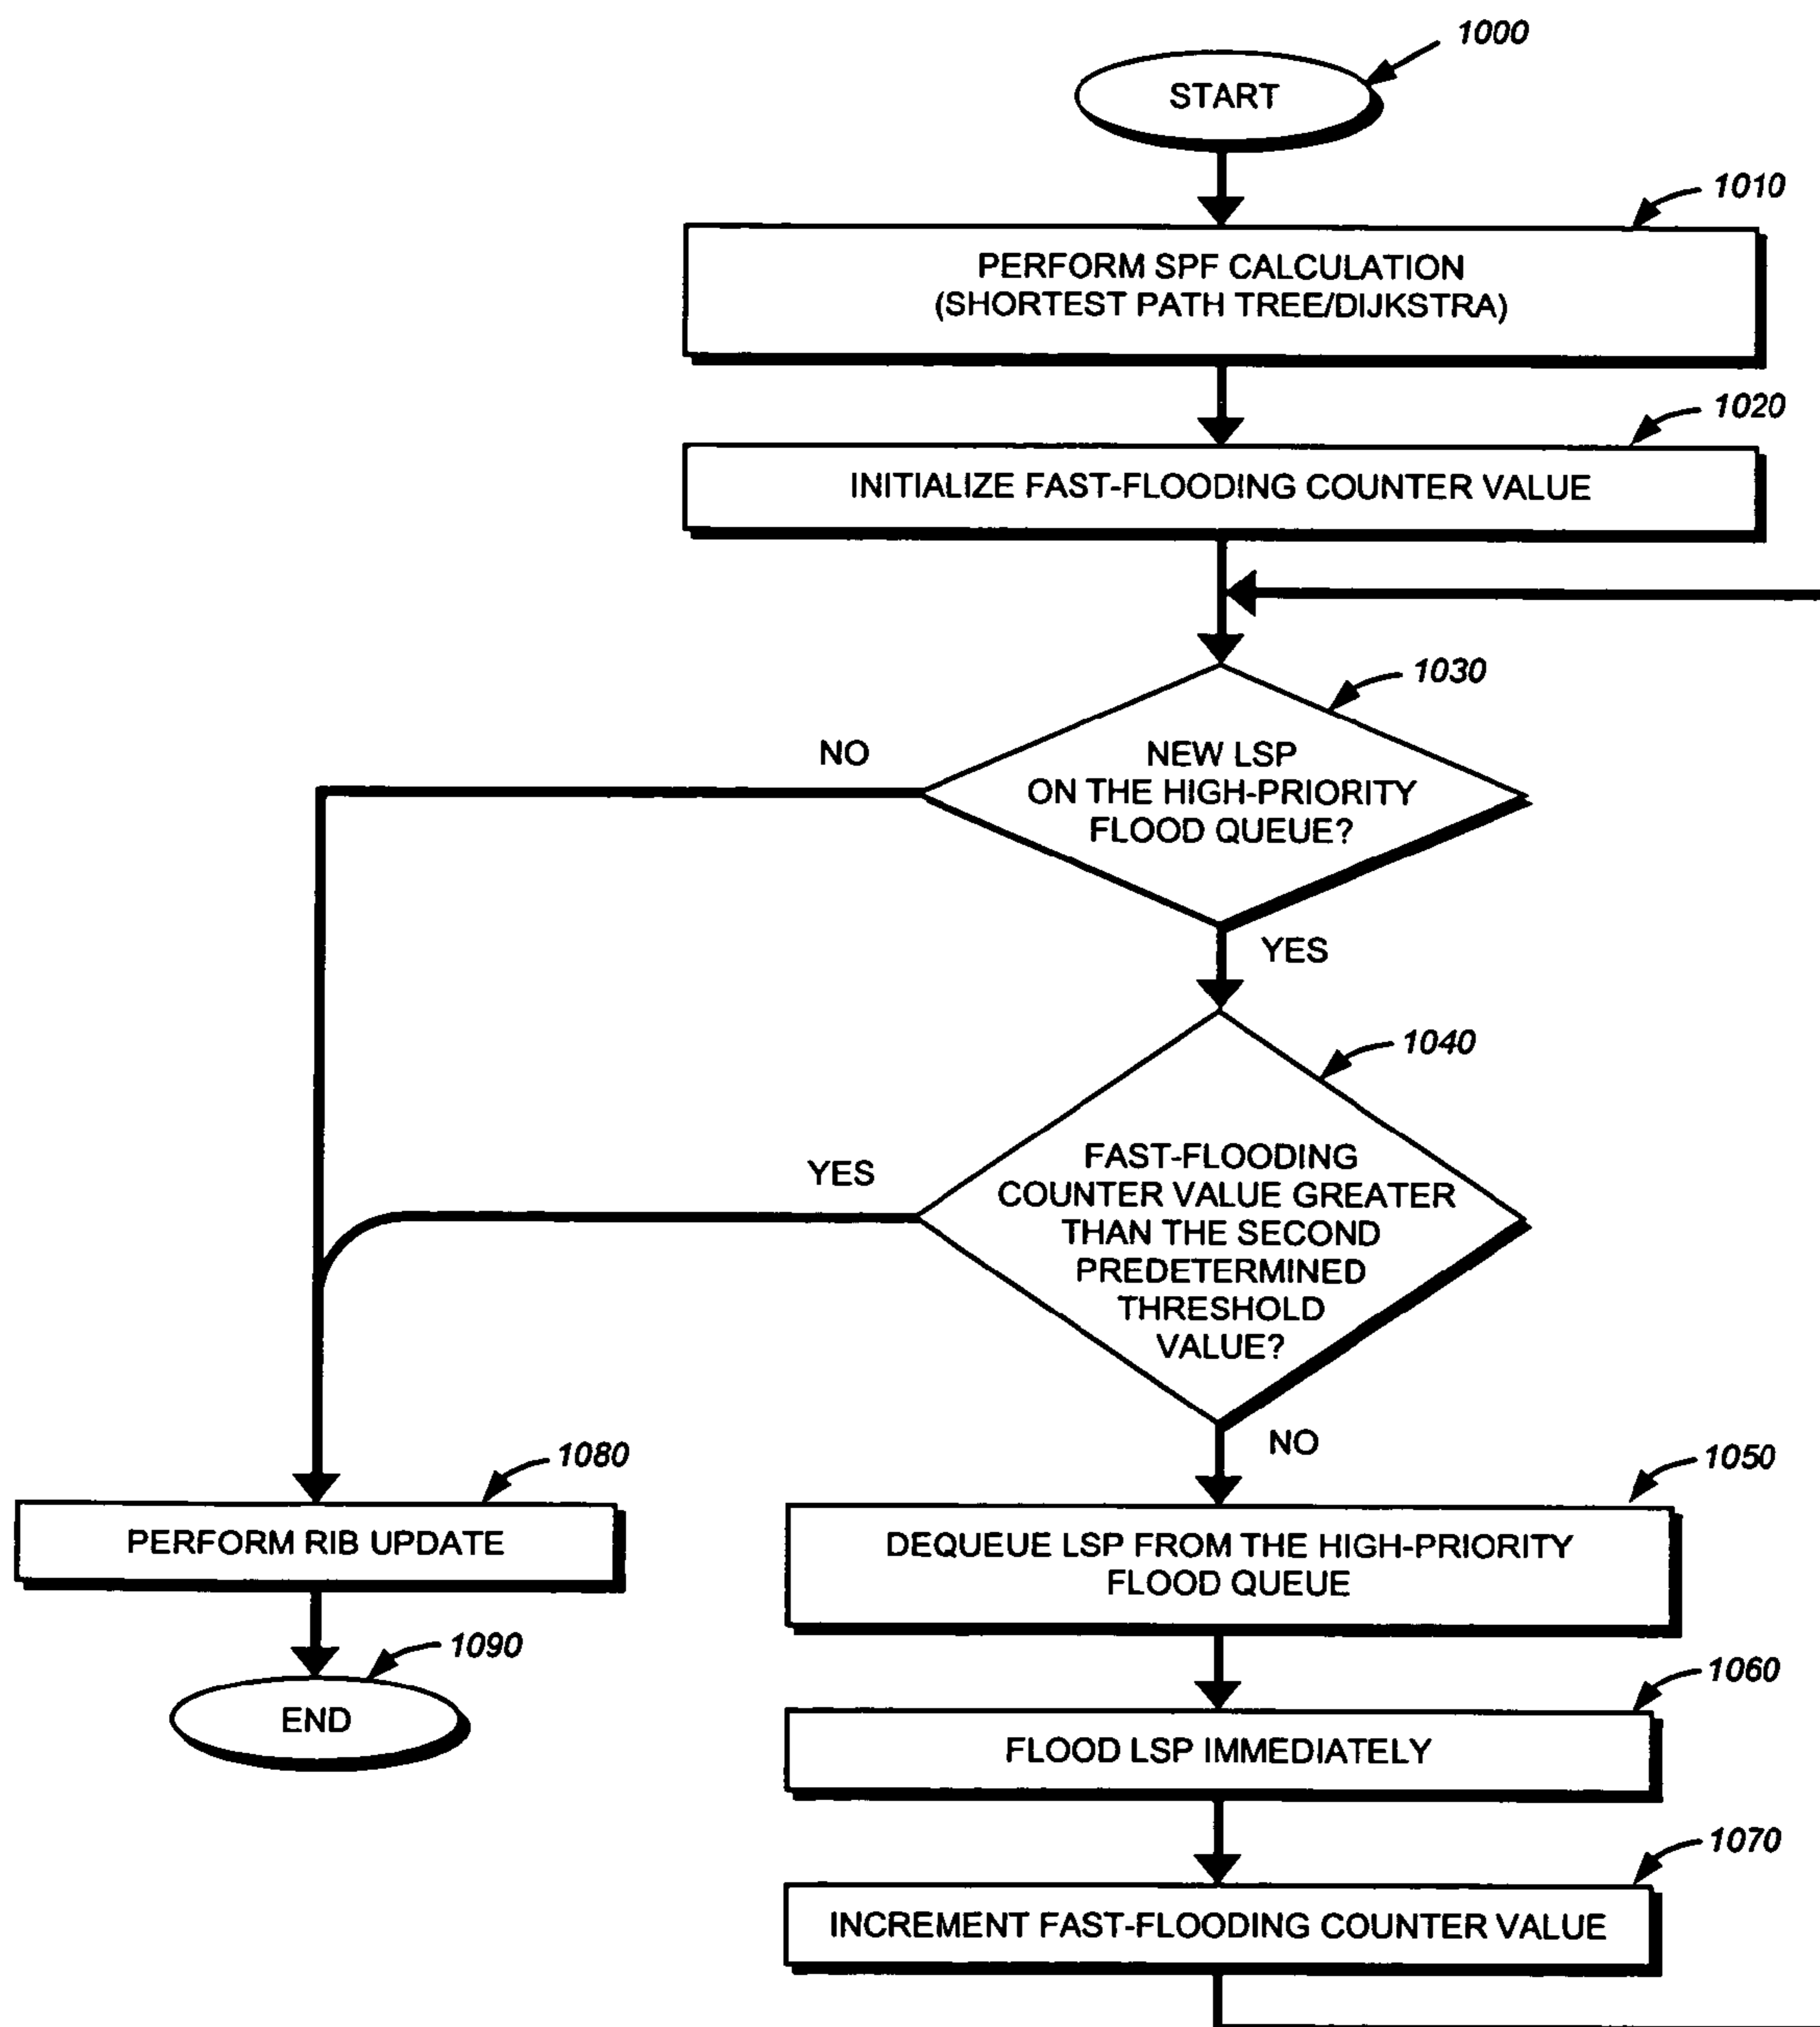 1000
START
1010
PERFORM SPF CALCULATION
(SHORTEST PATH TREE/DIJKSTRA)
1020
INITIALIZE FAST-FLOODING COUNTER VALUE
1030
NO
NEW LSP
ON THE HIGH-PRIORITY
FLOOD QUEUE?
YES
1040
YES
FAST-FLOODING
COUNTER VALUE GREATER
THAN THE SECOND
PREDETERMINED
THRESHOLD
VALUE?
NO
1080
PERFORM RIB UPDATE
1050
DEQUEUE LSP FROM THE HIGH-PRIORITY
FLOOD QUEUE
1090
END
1060
FLOOD LSP IMMEDIATELY
1070
INCREMENT FAST-FLOODING COUNTER VALUE